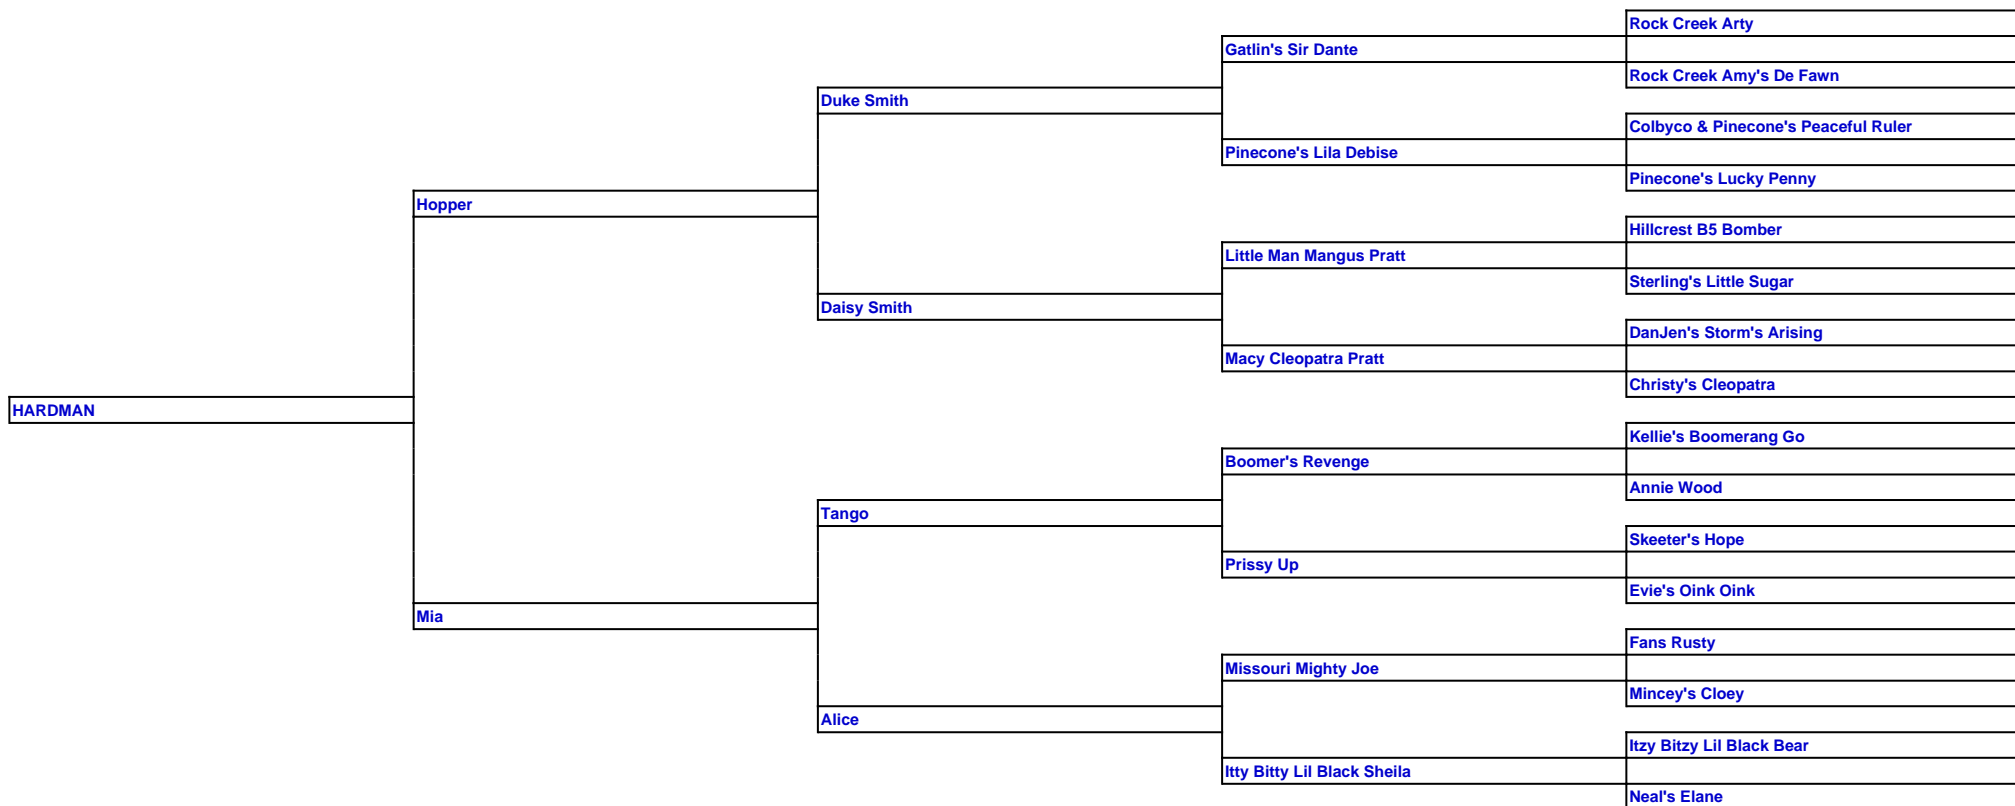 Rock Creek Arty
Gatlin's Sir Dante
Rock Creek Amy's De Fawn
Duke Smith
Colbyco & Pinecone's Peaceful Ruler
Pinecone's Lila Debise
Pinecone's Lucky Penny
Hopper
Hillcrest B5 Bomber
Little Man Mangus Pratt
Sterling's Little Sugar
Daisy Smith
DanJen's Storm's Arising
Macy Cleopatra Pratt
Christy's Cleopatra
HARDMAN
Kellie's Boomerang Go
Boomer's Revenge
Annie Wood
Tango
Skeeter's Hope
Prissy Up
Evie's Oink Oink
Mia
Fans Rusty
Missouri Mighty Joe
Mincey's Cloey
Alice
Itzy Bitzy Lil Black Bear
Itty Bitty Lil Black Sheila
Neal's Elane